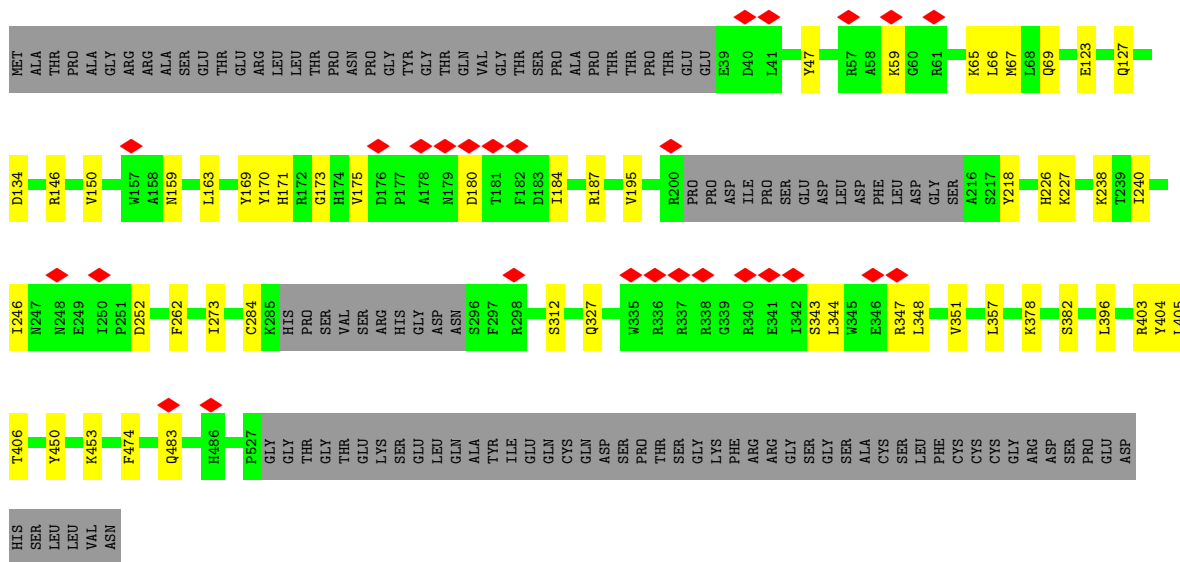 MET ALA THR PRO ALA GLY ARG ARG ALA SER GLU THR GLU ARG LEU LEU THR PRO ASN PRO GLY TYR GLY THR GLN VAL GLY THR SER PRO ALA PRO THR THR PRO THR GLU GLU E39 D40 L41 Y47 R57 A58 K59 G60 R61 K65 L66 M67 L68 Q69 E123 Q127
D134 R146 V150 W157 A158 N159 L163 Y169 Y170 H171 R172 G173 H174 V175 D176 P177 A178 N179 D180 T181 F182 D183 I184 R187 V195 R200 PRO PRO ASP ILE PRO SER GLU ASP LEU ASP PHE LEU ASP GLY SER A216 S217 Y218 H226 K227 K238 T239 I240
I246 N247 N248 E249 I250 P251 D252 F262 I273 C284 K285 HIS PRO SER VAL SER ARG HIS GLY ASP ASN S296 F297 R298 S312 Q327 W335 R336 R337 R338 G339 R340 E341 I342 S343 L344 W345 E346 R347 L348 V351 L357 K378 S382 L396 R403 Y404 L405
T406 Y450 K453 F474 Q483 H486 P527 GLY GLY THR GLY THR GLU LYS SER GLU LEU GLN ALA TYR ILE GLU GLN CYS GLN ASP SER PRO THR SER GLY LYS PHE ARG ARG GLY SER GLY SER ALA CYS SER LEU PHE CYS CYS CYS GLY ARG ASP SER PRO GLU ASP
HIS SER LEU LEU VAL ASN